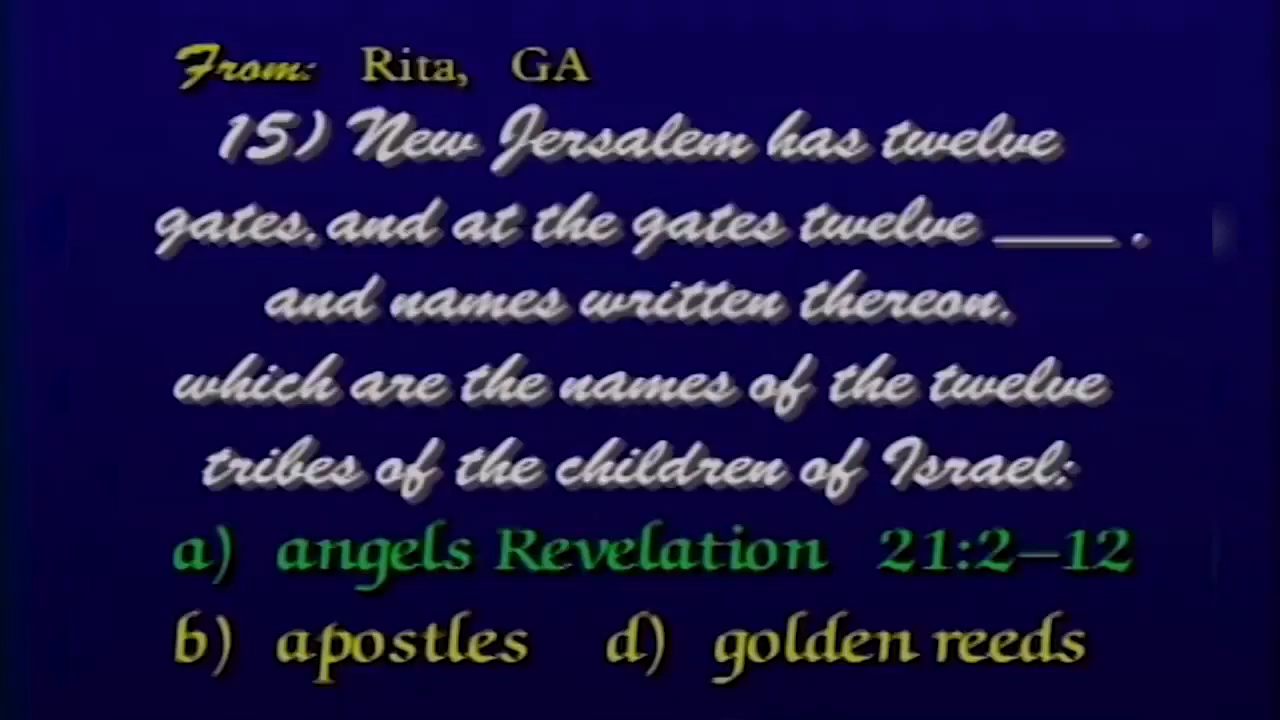 From: Rita, GA
15) New Jersalem has twelve
gates, and at the gates twelve ____ ,
and names written thereon,
which are the names of the twelve
tribes of the children of Israel:
a) angels Revelation 21:2-12
b) apostles d) golden reeds